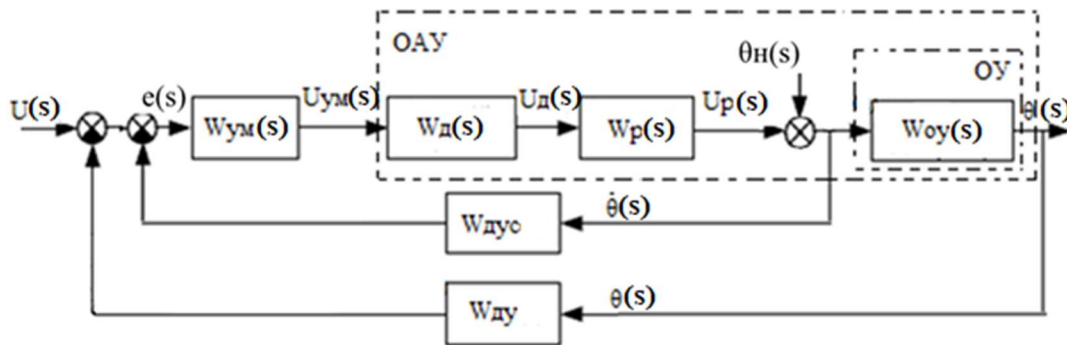 ОАУ
θн(s)
ОУ
U(s)
e(s)
Uум(s)
Uд(s)
Uр(s)
θ(s)
Wум(s)
Wд(s)
Wр(s)
Wоу(s)
Wдус
θ̇(s)
Wду
θ(s)